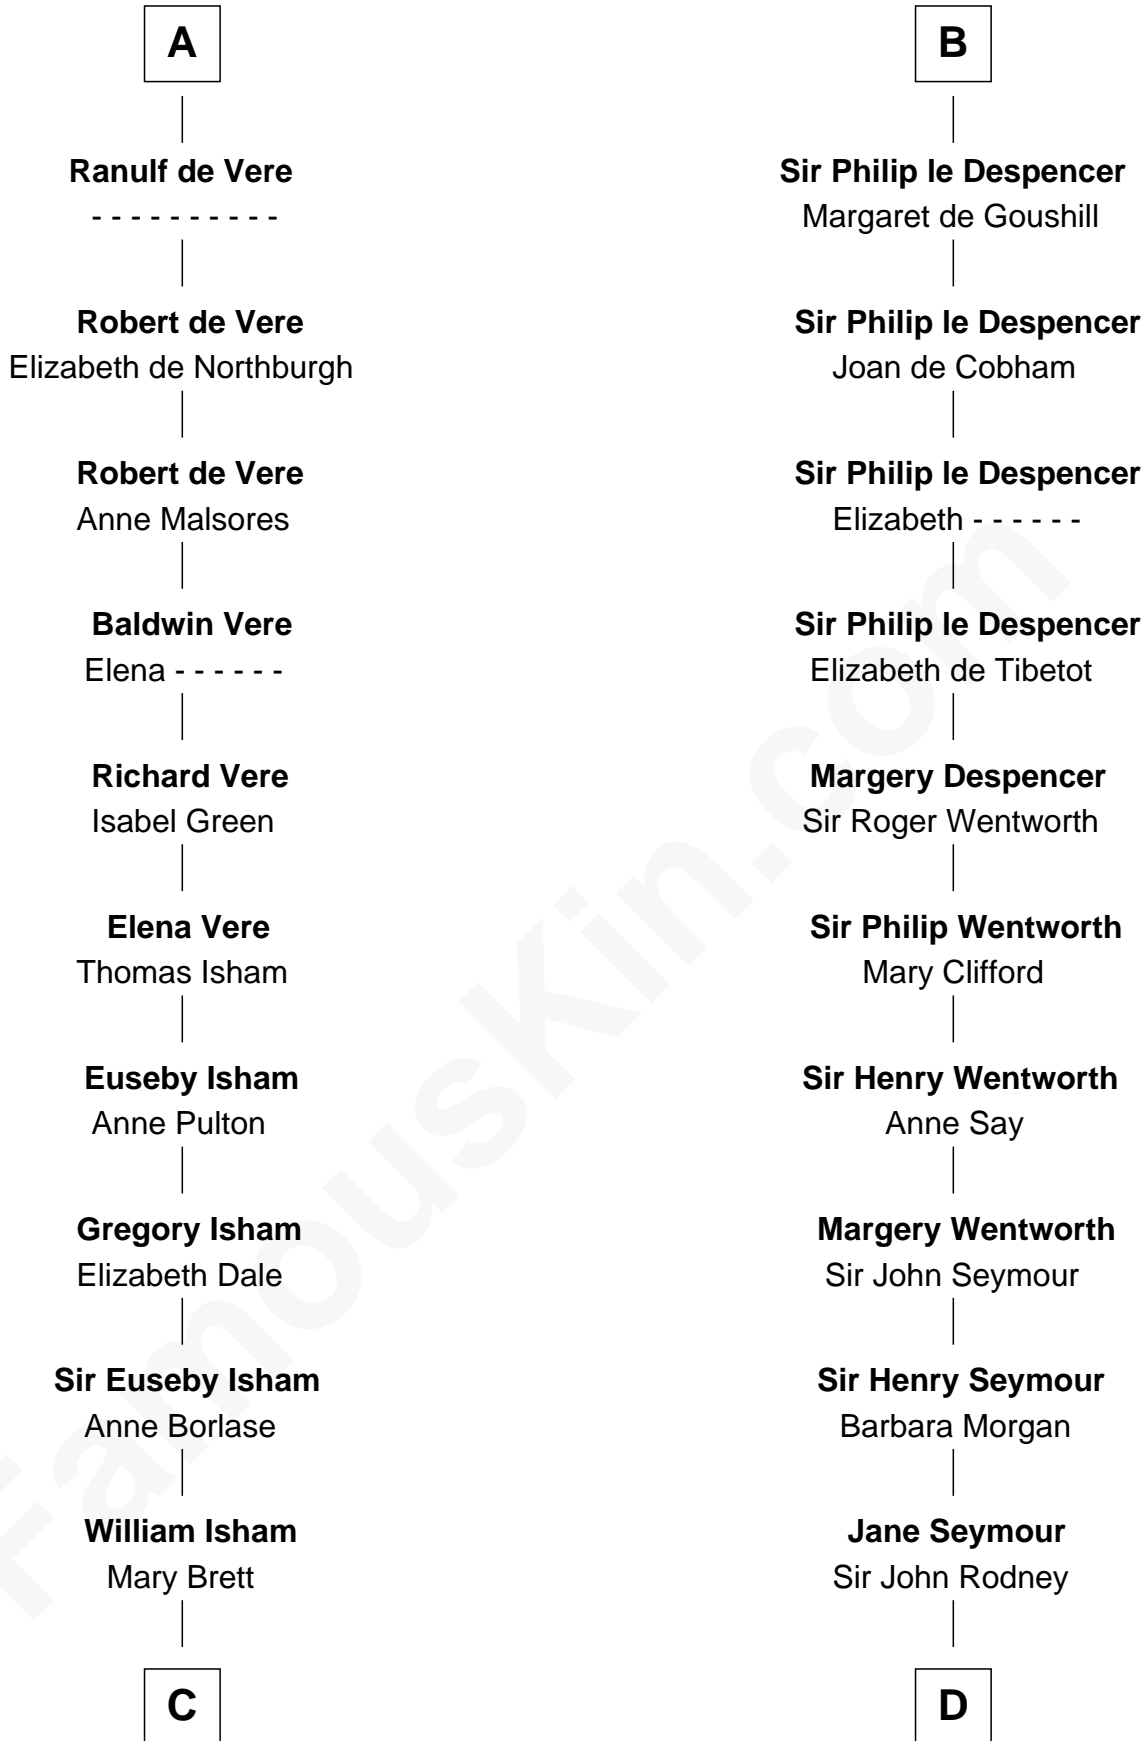 A
Ranulf de Vere
- - - - - - - - - -
Robert de Vere
Elizabeth de Northburgh
Robert de Vere
Anne Malsores
Baldwin Vere
Elena - - - - - -
Richard Vere
Isabel Green
Elena Vere
Thomas Isham
Euseby Isham
Anne Pulton
Gregory Isham
Elizabeth Dale
Sir Euseby Isham
Anne Borlase
William Isham
Mary Brett
C
B
Sir Philip le Despencer
Margaret de Goushill
Sir Philip le Despencer
Joan de Cobham
Sir Philip le Despencer
Elizabeth - - - - - -
Sir Philip le Despencer
Elizabeth de Tibetot
Margery Despencer
Sir Roger Wentworth
Sir Philip Wentworth
Mary Clifford
Sir Henry Wentworth
Anne Say
Margery Wentworth
Sir John Seymour
Sir Henry Seymour
Barbara Morgan
Jane Seymour
Sir John Rodney
D
FamousKin.com